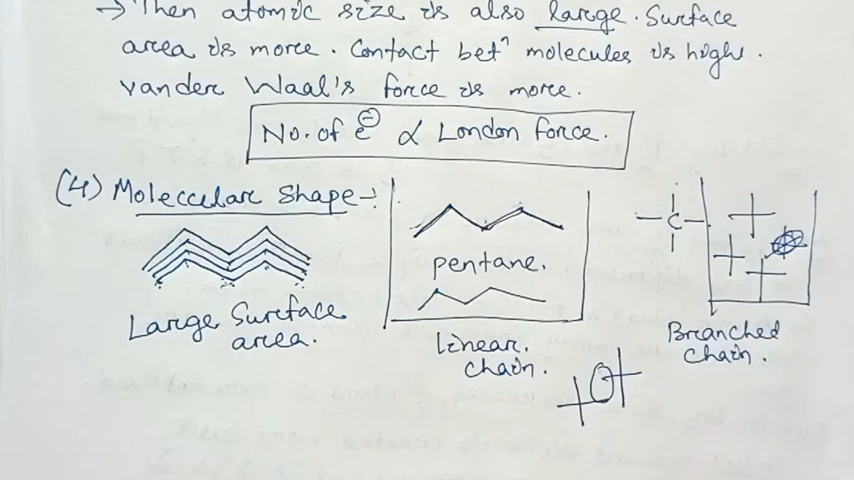 → Then atomic size is also large. Surface
area is more. Contact betⁿ molecules is high.
vander Waal's force is more.
No. of e⊖ ∝ London force.
(4) Moleccular Shape -:
Large Surface area.
pentane.
linear. chain.
C
Branched chain.